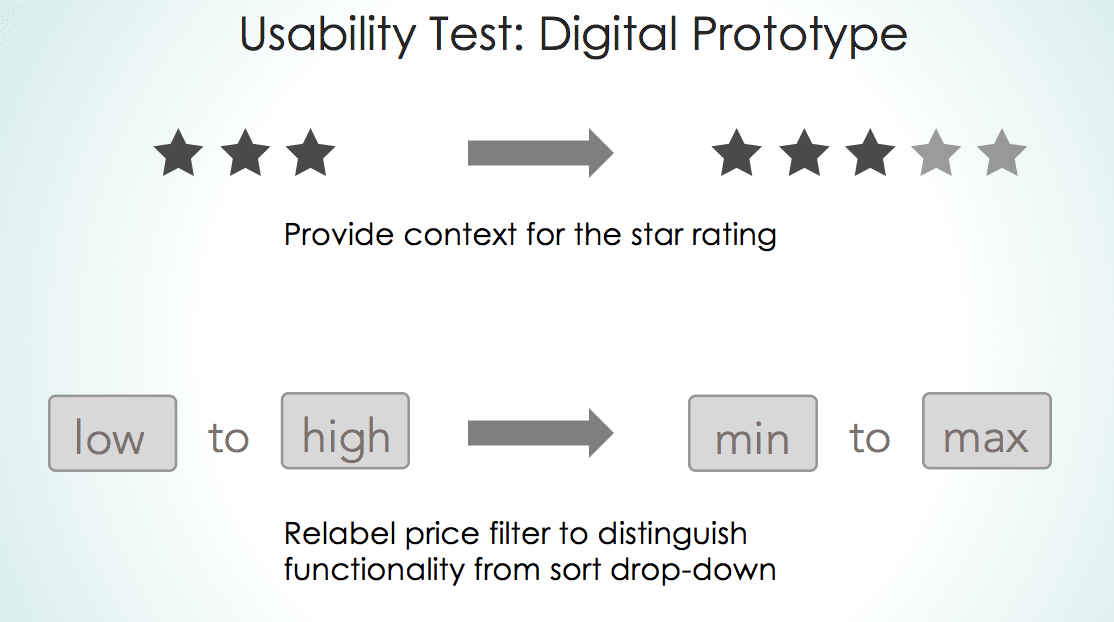 Usability Test: Digital Prototype
Provide context for the star rating
low to high min to max
Relabel price filter to distinguish
functionality from sort drop-down